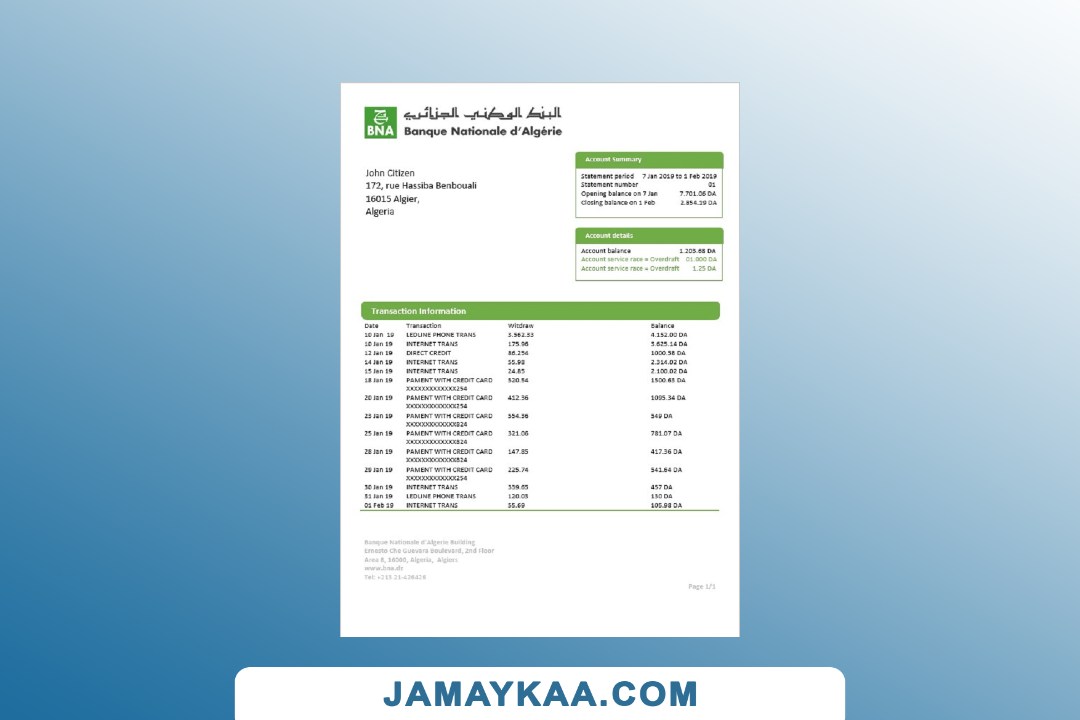 البنك الوطني الجزائري
BNA
Banque Nationale d'Algérie
John Citizen
172, rue Hassiba Benbouali
16015 Algier,
Algeria
Account Summary
Statement period 7 Jan 2019 to 1 Feb 2019
Statement number 01
Opening balance on 7 Jan 7.701.06 DA
Closing balance on 1 Feb 2.854.29 DA
Account details
Account balance 1.205.68 DA
Account service race = Overdraft 01.000 DA
Account service race = Overdraft 1.25 DA
Transaction Information
Date Transaction Witdraw Balance
10 Jan 19 LEDLINE PHONE TRANS 3.562.53 4.152.00 DA
10 Jan 19 INTERNET TRANS 175.96 3.625.14 DA
12 Jan 19 DIRECT CREDIT 86.254 1000.58 DA
14 Jan 19 INTERNET TRANS 55.98 2.314.02 DA
15 Jan 19 INTERNET TRANS 24.85 2.100.02 DA
18 Jan 19 PAMENT WITH CREDIT CARD 520.54 1500.63 DA
XXXXXXXXXXXXX254
20 Jan 19 PAMENT WITH CREDIT CARD 412.36 1095.34 DA
XXXXXXXXXXXXX254
23 Jan 19 PAMENT WITH CREDIT CARD 554.36 549 DA
XXXXXXXXXXXXX824
25 Jan 19 PAMENT WITH CREDIT CARD 321.06 781.07 DA
XXXXXXXXXXXXX824
28 Jan 19 PAMENT WITH CREDIT CARD 147.85 417.36 DA
XXXXXXXXXXXXX824
29 Jan 19 PAMENT WITH CREDIT CARD 225.74 541.64 DA
XXXXXXXXXXXXX254
30 Jan 19 INTERNET TRANS 359.65 457 DA
31 Jan 19 LEDLINE PHONE TRANS 120.03 130 DA
01 Feb 19 INTERNET TRANS 55.69 105.98 DA
Banque Nationale d'Algerie Building
Ernesto Che Guevara Boulevard, 2nd Floor
Area 8, 16000, Algeria, Algiers
www.bna.dz
Tel: +213 21-426426
Page 1/1
JAMAYKAA.COM